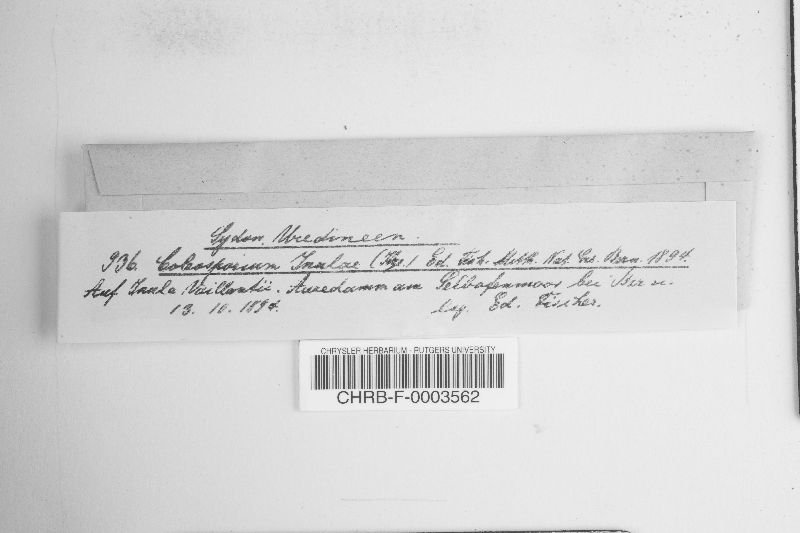 Sydow, Uredineen.
936. Coleosporium Inulae (Kze.) Ed. Fisch. Mitth. Nat. Ges. Bern. 1894
Auf Inula Vaillantii. Aaredamm am Selhofenmoos bei Bern.
13. 10. 1894. leg. Ed. Fischer.
CHRYSLER HERBARIUM - RUTGERS UNIVERSITY
CHRB-F-0003562